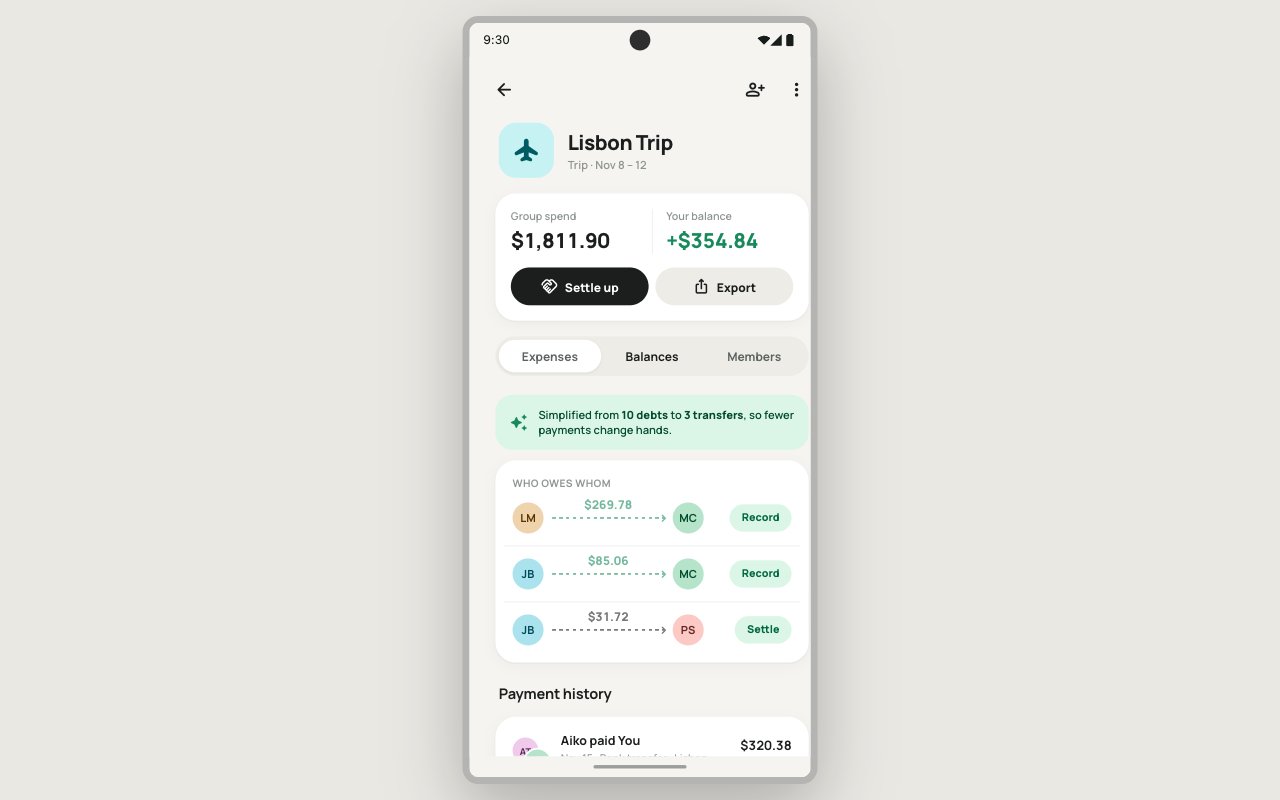 9:30
Lisbon Trip
Trip · Nov 8 – 12
Group spend
$1,811.90
Your balance
+$354.84
Settle up
Export
Expenses
Balances
Members
Simplified from 10 debts to 3 transfers, so fewer
payments change hands.
WHO OWES WHOM
LM
$269.78
MC
Record
JB
$85.06
MC
Record
JB
$31.72
PS
Settle
Payment history
AT
Aiko paid You
$320.38